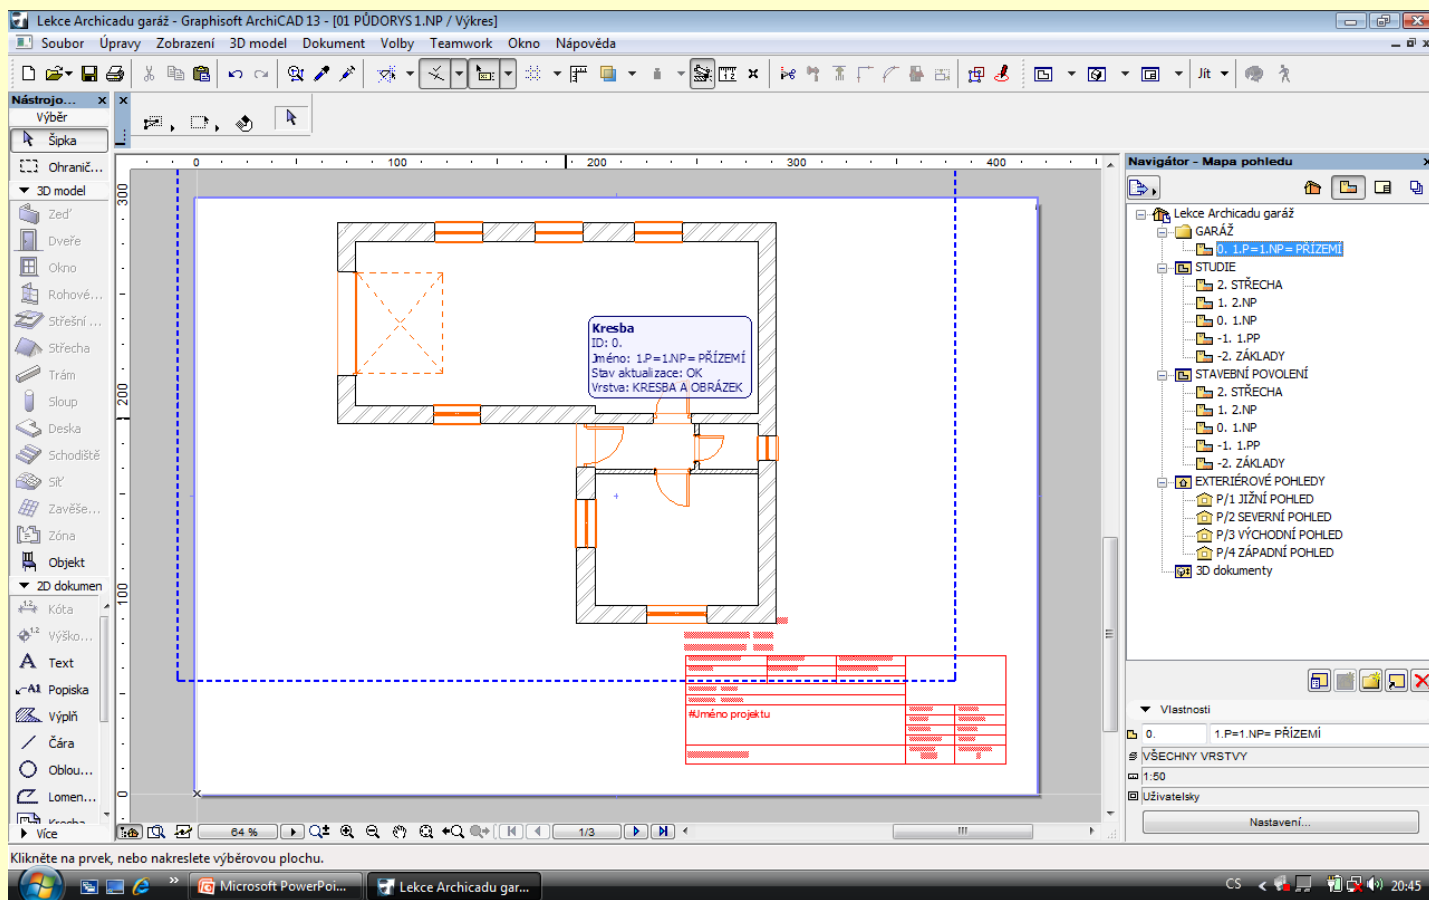 Lekce Archicadu garáž - Graphisoft ArchiCAD 13 - [01 PŮDORYS 1.NP / Výkres]
Soubor Úpravy Zobrazení 3D model Dokument Volby Teamwork Okno Nápověda
Jít
Nástrojo...
Výběr
Šipka
Ohranič...
3D model
Zeď
Dveře
Okno
Rohové...
Střešní ...
Střecha
Trám
Sloup
Deska
Schodiště
Síť
Zavěše...
Zóna
Objekt
2D dokumen
Kóta
Výško...
Text
Popiska
Výplň
Čára
Oblou...
Lomen...
Kresba
Více
0 100 200 300 400
300
200
100
0
Kresba
ID: 0.
Jméno: 1.P=1.NP= PŘÍZEMÍ
Stav aktualizace: OK
Vrstva: KRESBA A OBRÁZEK
#Jméno projektu
64 %
1/3
Navigátor - Mapa pohledu
Lekce Archicadu garáž
GARÁŽ
0. 1.P=1.NP= PŘÍZEMÍ
STUDIE
2. STŘECHA
1. 2.NP
0. 1.NP
-1. 1.PP
-2. ZÁKLADY
STAVEBNÍ POVOLENÍ
2. STŘECHA
1. 2.NP
0. 1.NP
-1. 1.PP
-2. ZÁKLADY
EXTERIÉROVÉ POHLEDY
P/1 JIŽNÍ POHLED
P/2 SEVERNÍ POHLED
P/3 VÝCHODNÍ POHLED
P/4 ZÁPADNÍ POHLED
3D dokumenty
Vlastnosti
0. 1.P=1.NP= PŘÍZEMÍ
VŠECHNY VRSTVY
1:50
Uživatelsky
Nastavení...
Klikněte na prvek, nebo nakreslete výběrovou plochu.
Microsoft PowerPoi...
Lekce Archicadu gar...
CS
20:45